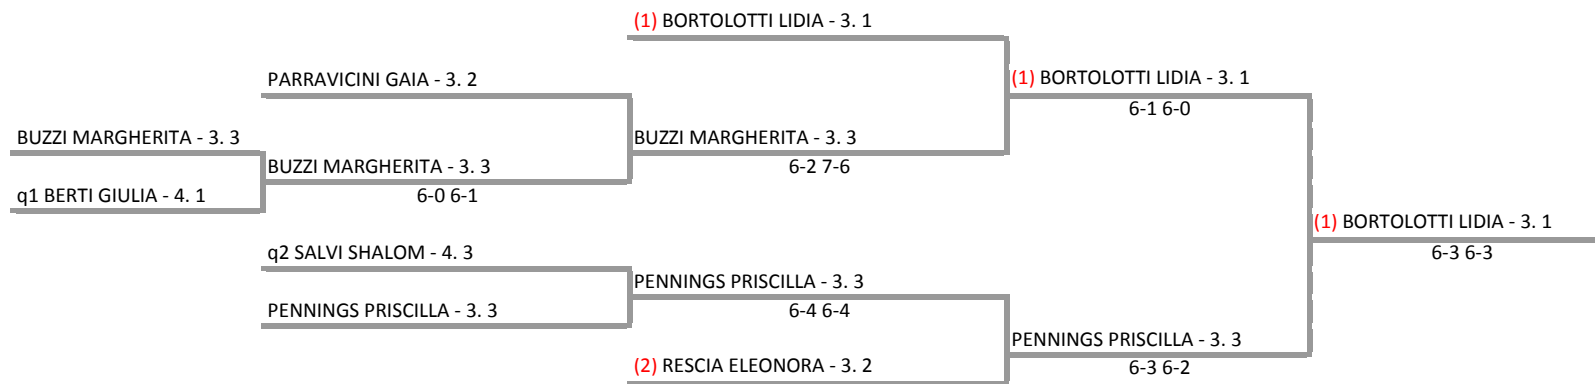 (1) BORTOLOTTI LIDIA - 3. 1
PARRAVICINI GAIA - 3. 2
(1) BORTOLOTTI LIDIA - 3. 1
6-1 6-0
BUZZI MARGHERITA - 3. 3
BUZZI MARGHERITA - 3. 3
6-2 7-6
BUZZI MARGHERITA - 3. 3
6-0 6-1
q1 BERTI GIULIA - 4. 1
(1) BORTOLOTTI LIDIA - 3. 1
6-3 6-3
q2 SALVI SHALOM - 4. 3
PENNINGS PRISCILLA - 3. 3
6-4 6-4
PENNINGS PRISCILLA - 3. 3
PENNINGS PRISCILLA - 3. 3
6-3 6-2
(2) RESCIA ELEONORA - 3. 2